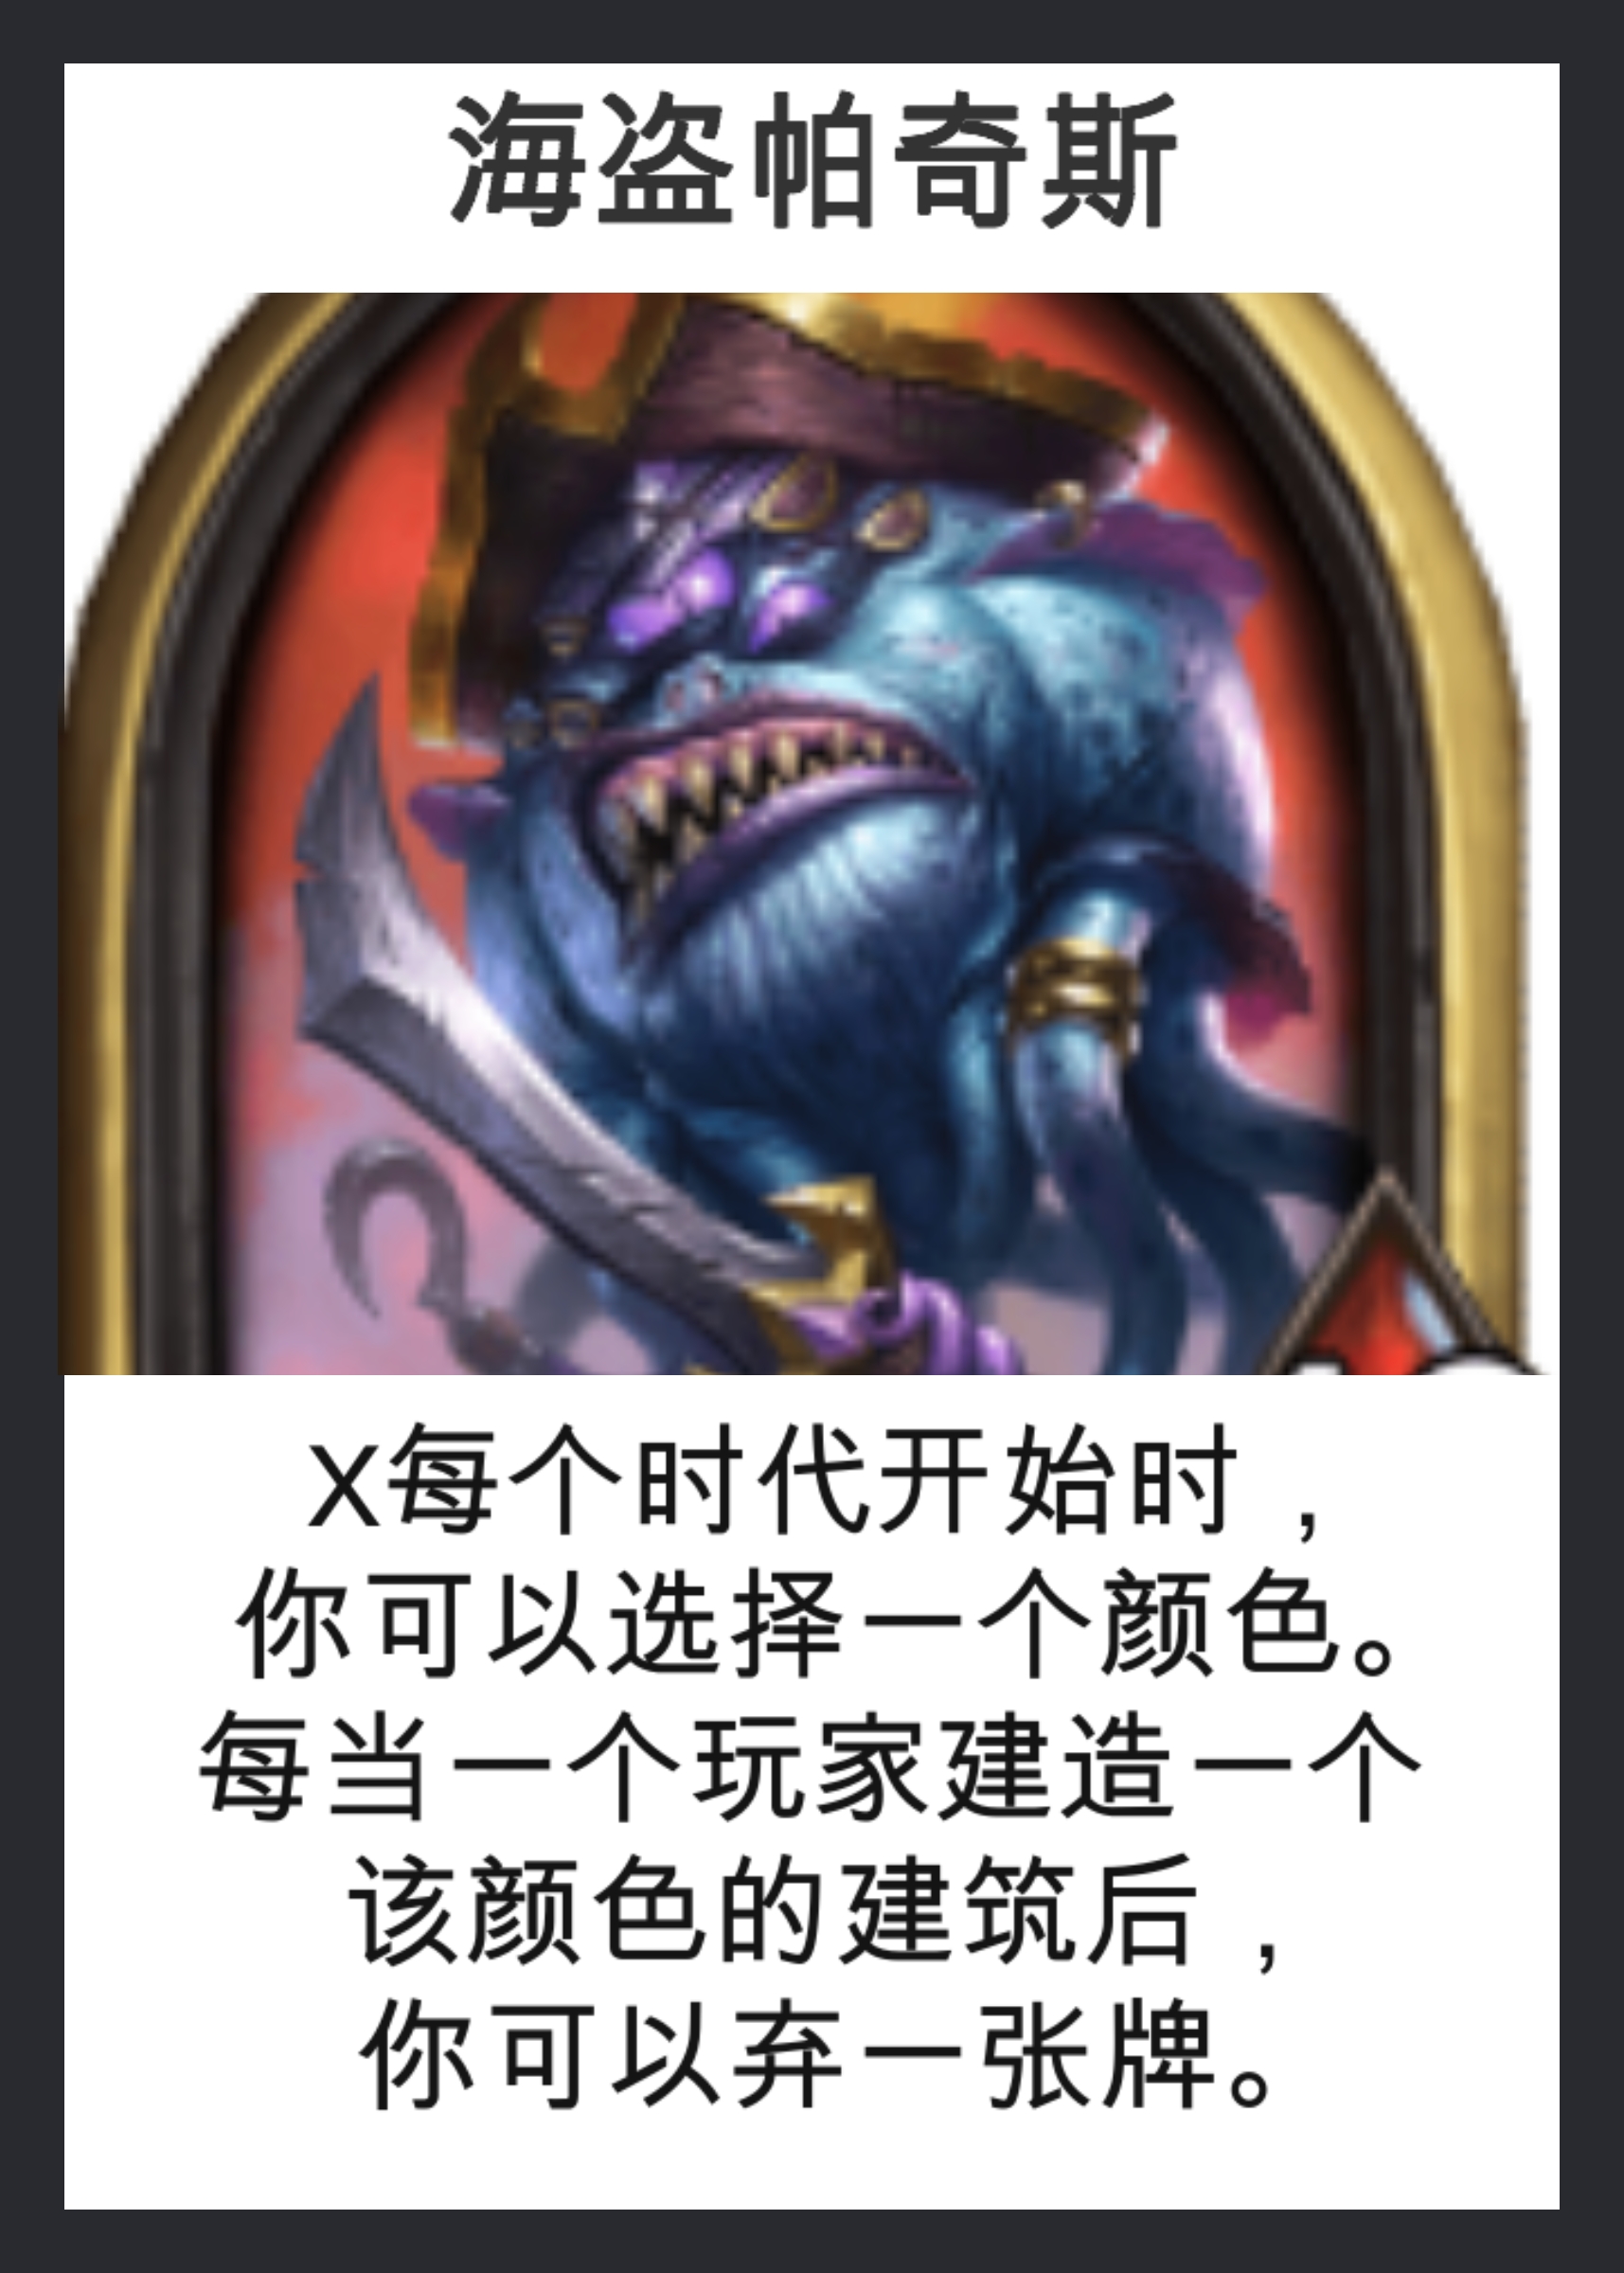 海盗帕奇斯
X每个时代开始时，
你可以选择一个颜色。
每当一个玩家建造一个
该颜色的建筑后，
你可以弃一张牌。